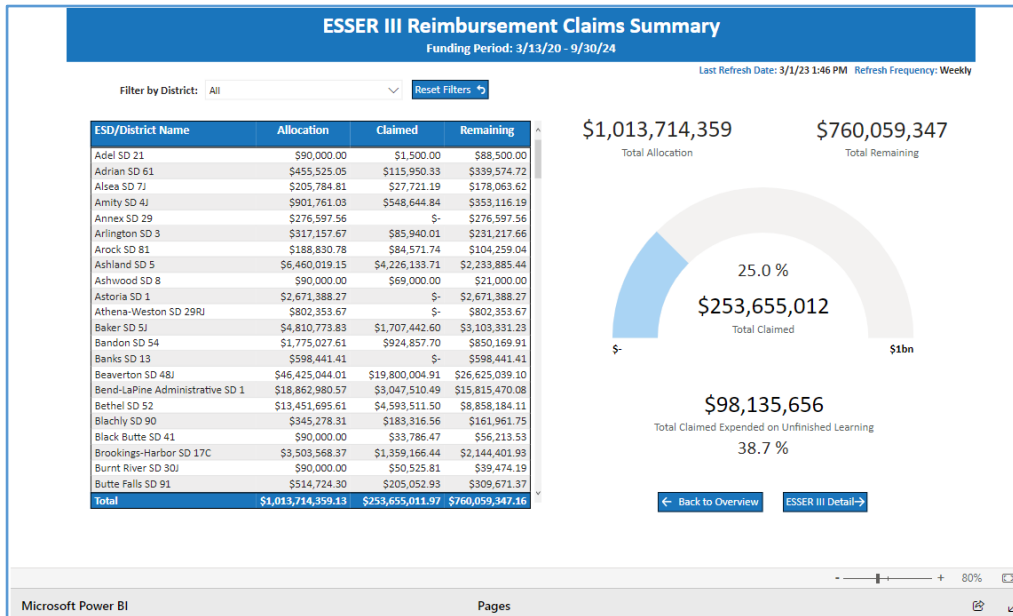 ESSER III Reimbursement Claims Summary
Funding Period: 3/13/20 - 9/30/24
Last Refresh Date: 3/1/23 1:46 PM Refresh Frequency: Weekly
Filter by District: All
Reset Filters
ESD/District Name Allocation Claimed Remaining
Adel SD 21 $90,000.00 $1,500.00 $88,500.00
Adrian SD 61 $455,525.05 $115,950.33 $339,574.72
Alsea SD 7J $205,784.81 $27,721.19 $178,063.62
Amity SD 4J $901,761.03 $548,644.84 $353,116.19
Annex SD 29 $276,597.56 $- $276,597.56
Arlington SD 3 $317,157.67 $85,940.01 $231,217.66
Arock SD 81 $188,830.78 $84,571.74 $104,259.04
Ashland SD 5 $6,460,019.15 $4,226,133.71 $2,233,885.44
Ashwood SD 8 $90,000.00 $69,000.00 $21,000.00
Astoria SD 1 $2,671,388.27 $- $2,671,388.27
Athena-Weston SD 29RJ $802,353.67 $- $802,353.67
Baker SD 5J $4,810,773.83 $1,707,442.60 $3,103,331.23
Bandon SD 54 $1,775,027.61 $924,857.70 $850,169.91
Banks SD 13 $598,441.41 $- $598,441.41
Beaverton SD 48J $46,425,044.01 $19,800,004.91 $26,625,039.10
Bend-LaPine Administrative SD 1 $18,862,980.57 $3,047,510.49 $15,815,470.08
Bethel SD 52 $13,451,695.61 $4,593,511.50 $8,858,184.11
Blachly SD 90 $345,278.31 $183,316.56 $161,961.75
Black Butte SD 41 $90,000.00 $33,786.47 $56,213.53
Brookings-Harbor SD 17C $3,503,568.37 $1,359,166.44 $2,144,401.93
Burnt River SD 30J $90,000.00 $50,525.81 $39,474.19
Butte Falls SD 91 $514,724.30 $205,052.93 $309,671.37
Total $1,013,714,359.13 $253,655,011.97 $760,059,347.16
$1,013,714,359
Total Allocation
$760,059,347
Total Remaining
25.0 %
$253,655,012
Total Claimed
$-
$1bn
$98,135,656
Total Claimed Expended on Unfinished Learning
38.7 %
Back to Overview
ESSER III Detail
- + 80%
Microsoft Power BI
Pages